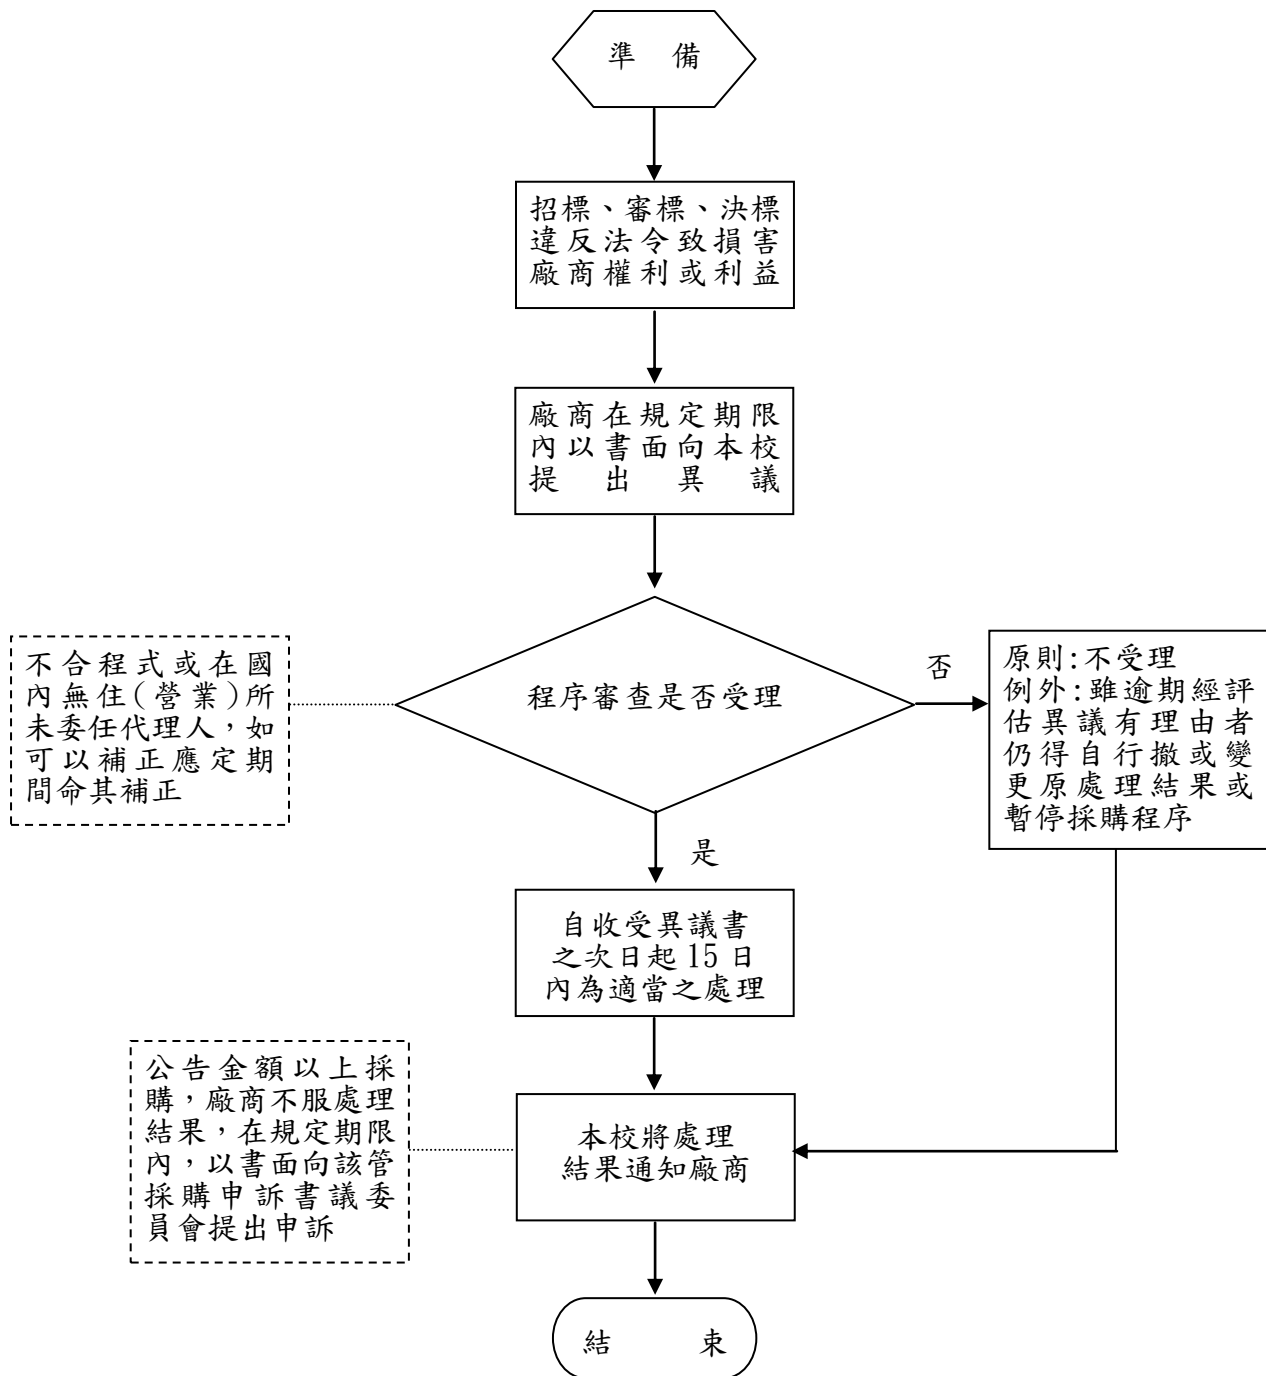 準備
招標、審標、決標
違反法令致損害
廠商權利或利益
廠商在規定期限
內以書面向本校
提出異議
不合程式或在國
內無住(營業)所
未委任代理人，如
可以補正應定期
間命其補正
程序審查是否受理
否
原則:不受理
例外:雖逾期經評
估異議有理由者
仍得自行撤或變
更原處理結果或
暫停採購程序
是
自收受異議書
之次日起15日
內為適當之處理
公告金額以上採
購，廠商不服處理
結果，在規定期限
內，以書面向該管
採購申訴書議委
員會提出申訴
本校將處理
結果通知廠商
結束